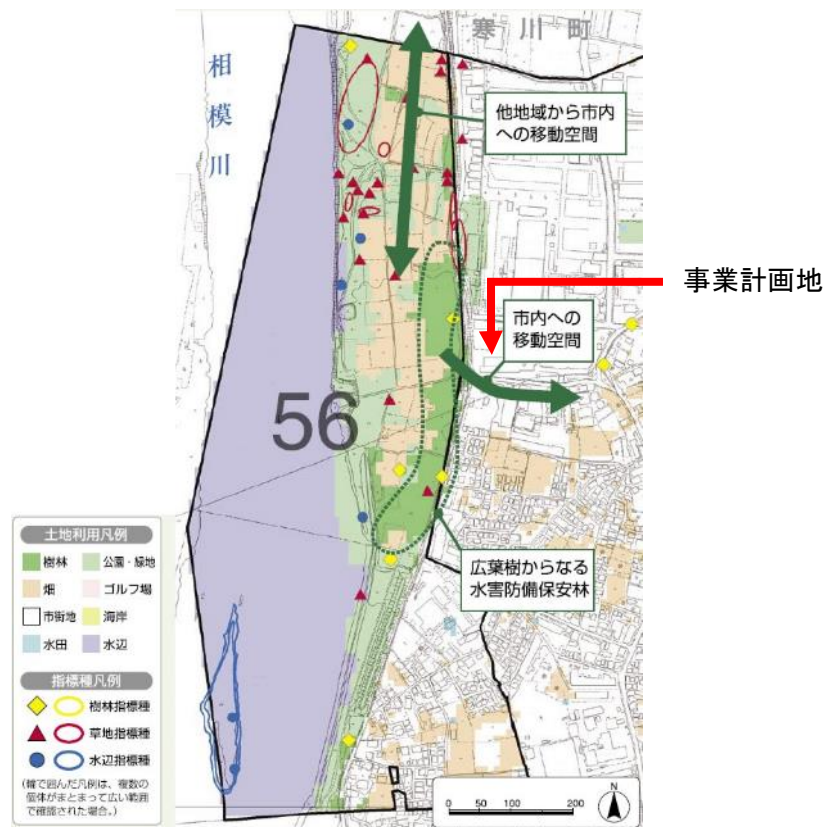 寒川町
相
模
川
他地域から市内
への移動空間
事業計画地
市内への
移動空間
56
広葉樹からなる
水害防備保安林
土地利用凡例
樹林
公園・緑地
畑
ゴルフ場
市街地
海岸
水田
水辺
指標種凡例
樹林指標種
草地指標種
水辺指標種
(線で囲んだ凡例は、複数の
個体がまとまって広い範囲
で確認された場合。)
0 50 100 200
N